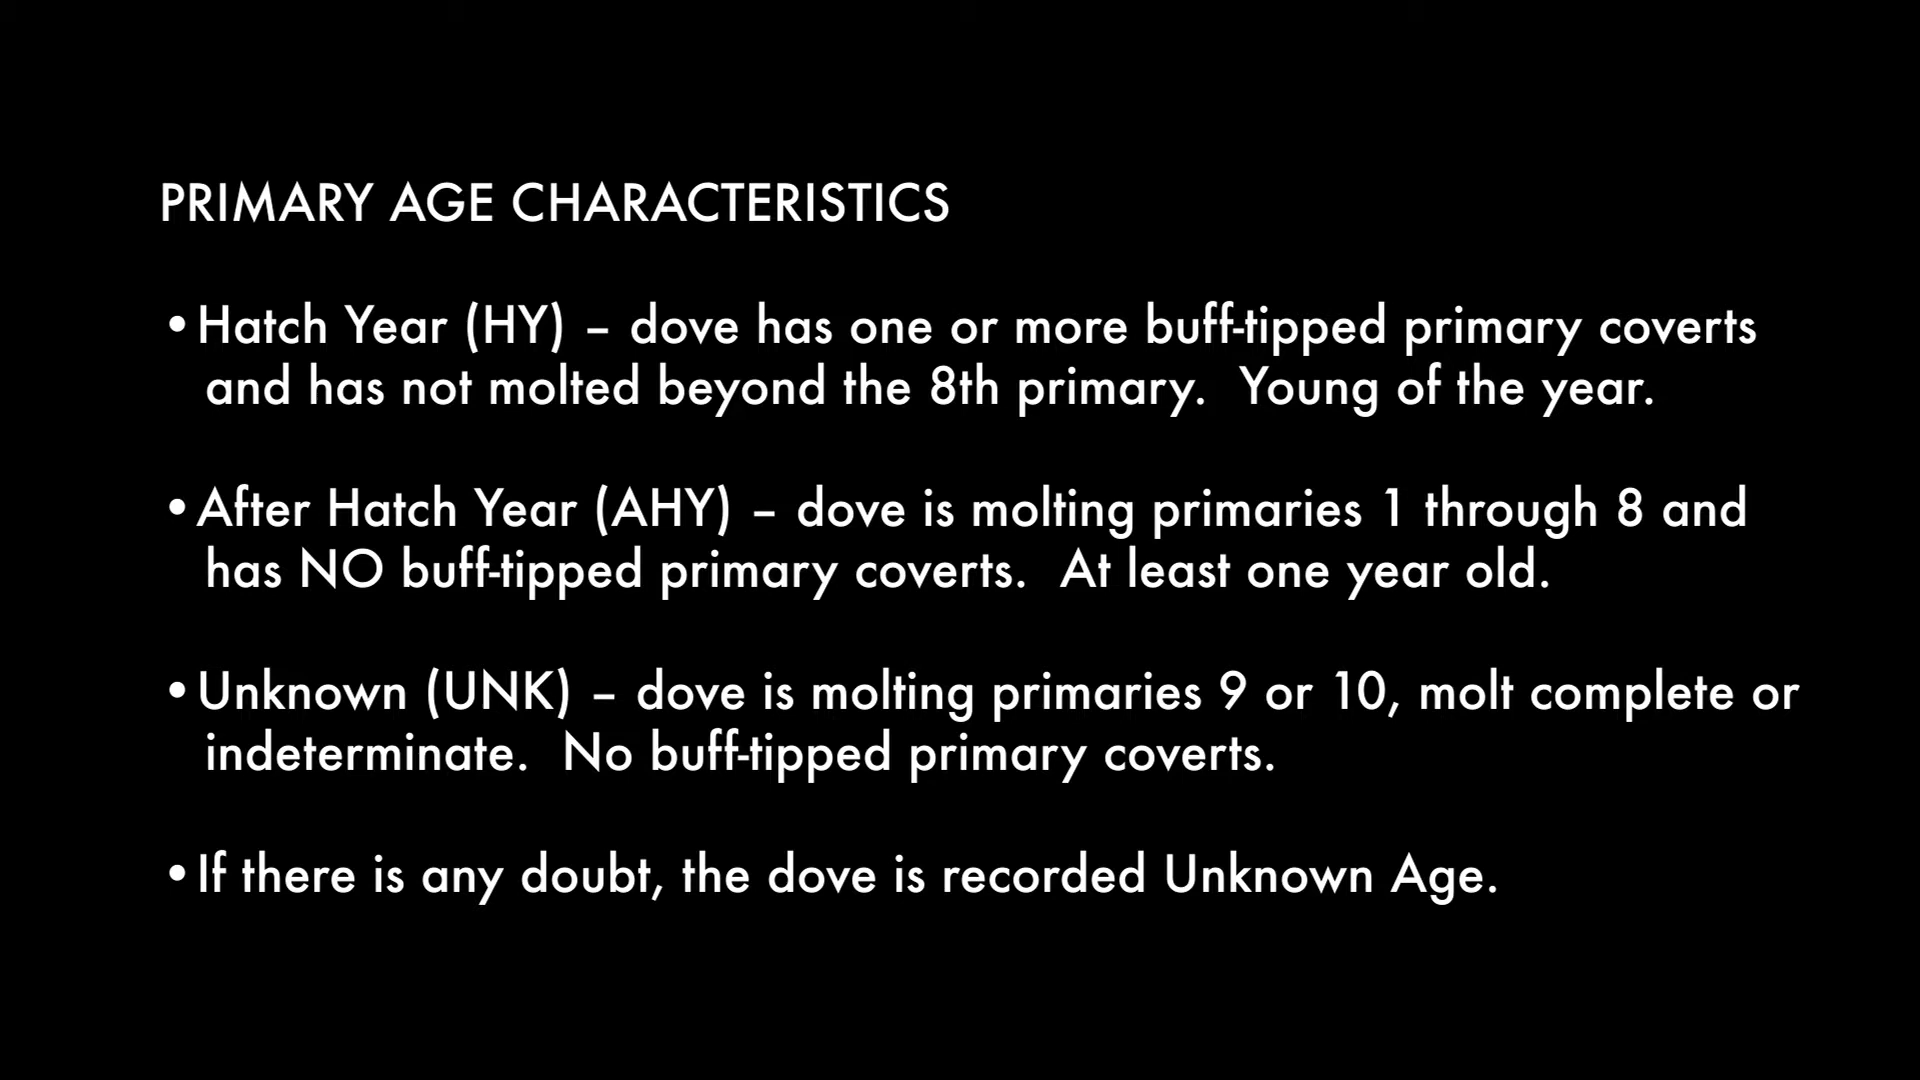 PRIMARY AGE CHARACTERISTICS
•Hatch Year (HY) – dove has one or more buff-tipped primary coverts
and has not molted beyond the 8th primary.  Young of the year.
•After Hatch Year (AHY) – dove is molting primaries 1 through 8 and
has NO buff-tipped primary coverts.  At least one year old.
•Unknown (UNK) – dove is molting primaries 9 or 10, molt complete or
indeterminate.  No buff-tipped primary coverts.
•If there is any doubt, the dove is recorded Unknown Age.